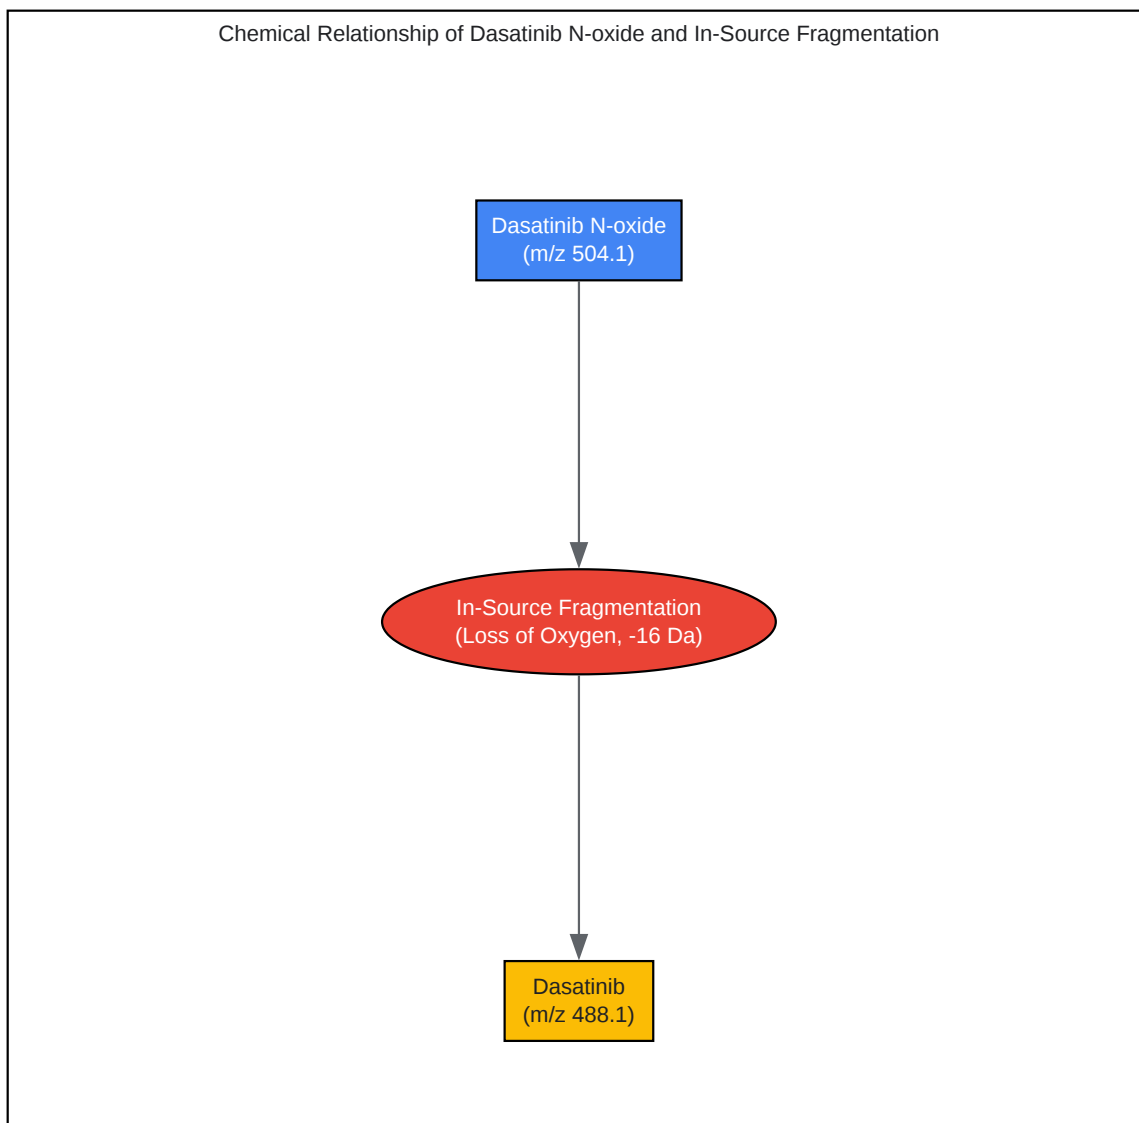 Chemical Relationship of Dasatinib N-oxide and In-Source Fragmentation
Dasatinib N-oxide
(m/z 504.1)
In-Source Fragmentation
(Loss of Oxygen, -16 Da)
Dasatinib
(m/z 488.1)